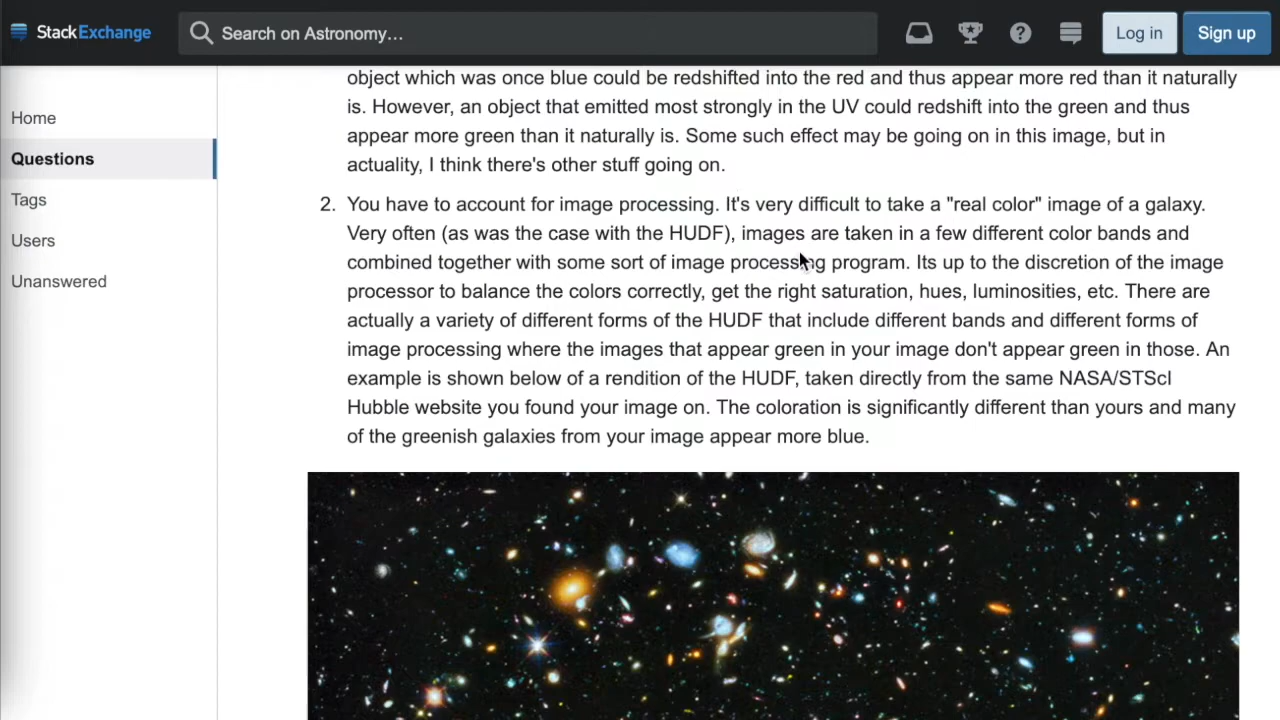 StackExchange
Search on Astronomy...
Log in
Sign up
Home
Questions
Tags
Users
Unanswered
object which was once blue could be redshifted into the red and thus appear more red than it naturally
is. However, an object that emitted most strongly in the UV could redshift into the green and thus
appear more green than it naturally is. Some such effect may be going on in this image, but in
actuality, I think there's other stuff going on.
2. You have to account for image processing. It's very difficult to take a "real color" image of a galaxy.
Very often (as was the case with the HUDF), images are taken in a few different color bands and
combined together with some sort of image processing program. Its up to the discretion of the image
processor to balance the colors correctly, get the right saturation, hues, luminosities, etc. There are
actually a variety of different forms of the HUDF that include different bands and different forms of
image processing where the images that appear green in your image don't appear green in those. An
example is shown below of a rendition of the HUDF, taken directly from the same NASA/STScI
Hubble website you found your image on. The coloration is significantly different than yours and many
of the greenish galaxies from your image appear more blue.